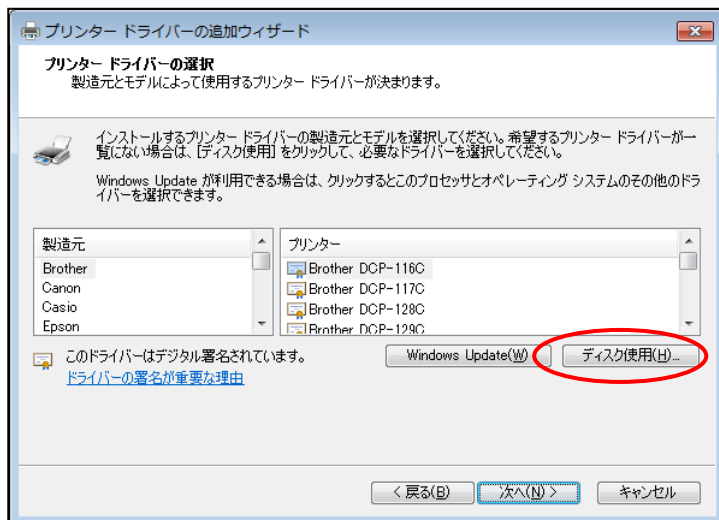 プリンター ドライバーの追加ウィザード
プリンター ドライバーの選択
製造元とモデルによって使用するプリンター ドライバーが決まります。
インストールするプリンター ドライバーの製造元とモデルを選択してください。希望するプリンター ドライバーが一
覧にない場合は、[ディスク使用] をクリックして、必要なドライバーを選択してください。
Windows Update が利用できる場合は、クリックするとこのプロセッサとオペレーティング システムのその他のドラ
イバーを選択できます。
製造元
Brother
Canon
Casio
Epson
プリンター
Brother DCP-116C
Brother DCP-117C
Brother DCP-128C
Brother DCP-129C
このドライバーはデジタル署名されています。
ドライバーの署名が重要な理由
Windows Update(W)
ディスク使用(H)...
< 戻る(B)
次へ(N) >
キャンセル